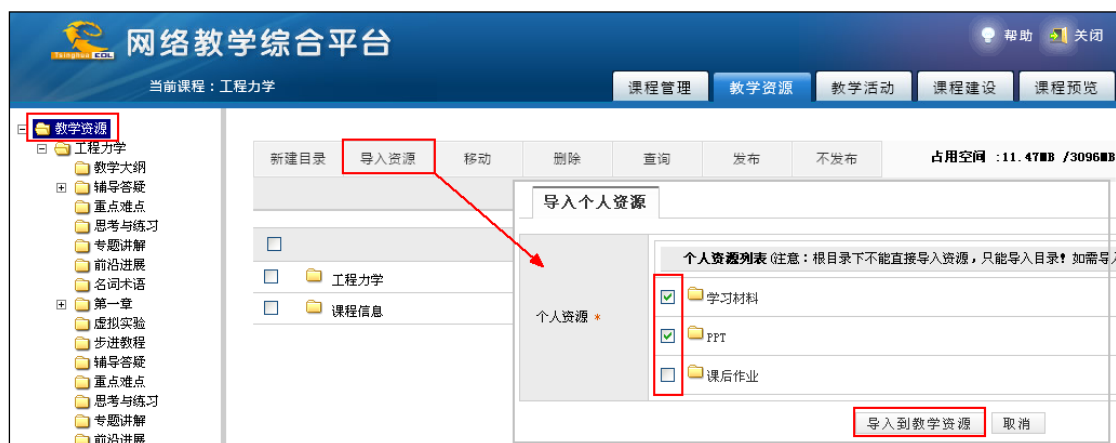 网络教学综合平台
帮助 关闭
当前课程：工程力学
课程管理 教学资源 教学活动 课程建设 课程预览
教学资源
工程力学
教学大纲
辅导答疑
重点难点
思考与练习
专题讲解
前沿进展
名词术语
第一章
虚拟实验
步进教程
辅导答疑
重点难点
思考与练习
专题讲解
前沿进展
新建目录 导入资源 移动 删除 查询 发布 不发布 占用空间 :11.47MB /3096MB
工程力学
课程信息
导入个人资源
个人资源列表(注意：根目录下不能直接导入资源，只能导入目录! 如需导入
个人资源 *
学习材料
PPT
课后作业
导入到教学资源 取消